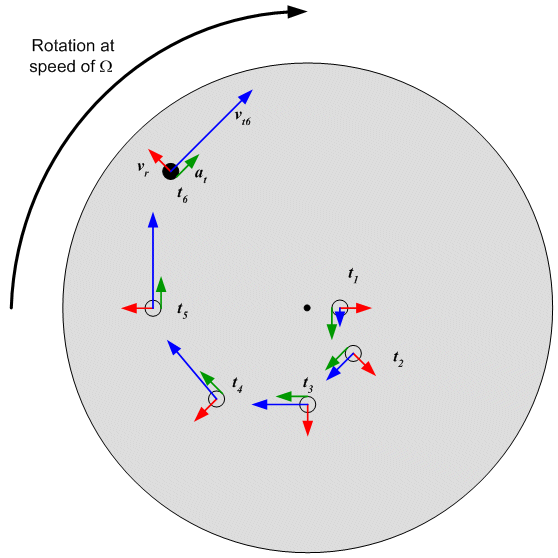 Rotation at
speed of Ω
v_t6
v_r
a_t
t_6
t_1
t_5
t_2
t_4
t_3